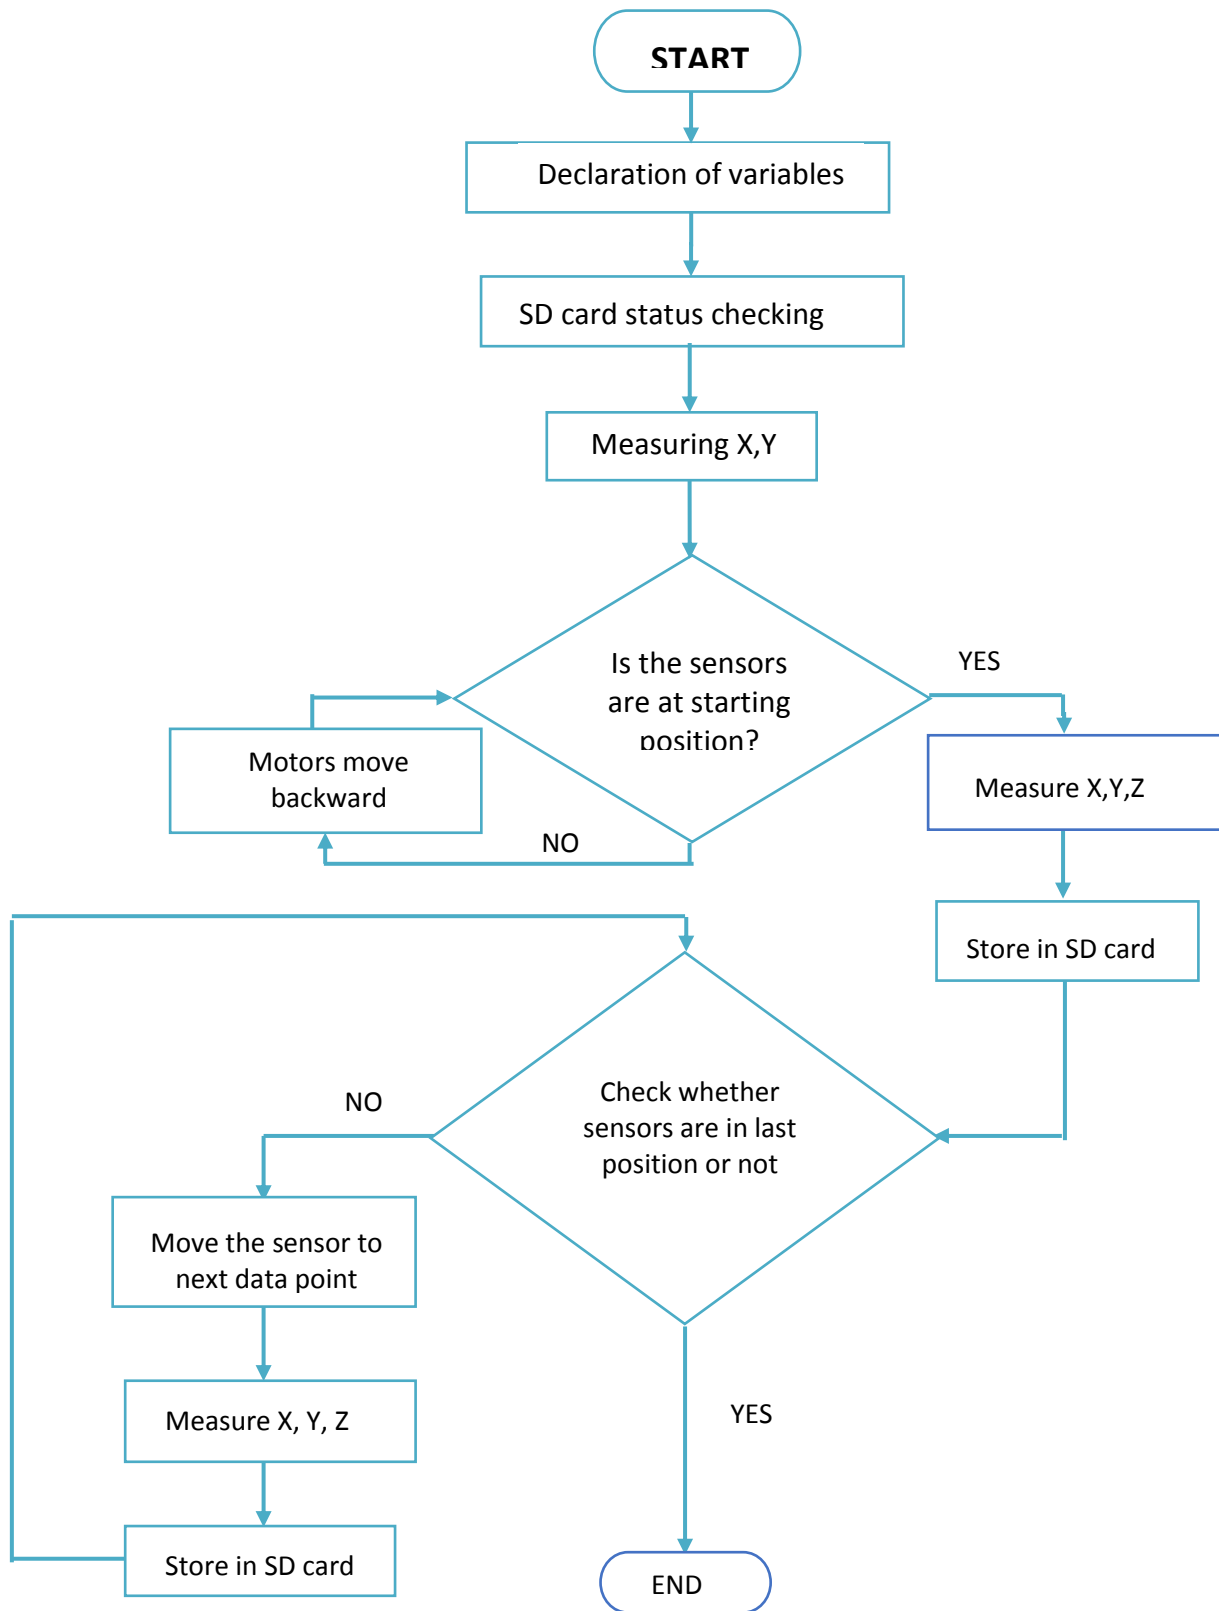 START
Declaration of variables
SD card status checking
Measuring X,Y
Is the sensors
are at starting
position?
YES
Motors move
backward
NO
Measure X,Y,Z
Store in SD card
Check whether
sensors are in last
position or not
NO
Move the sensor to
next data point
Measure X, Y, Z
Store in SD card
YES
END